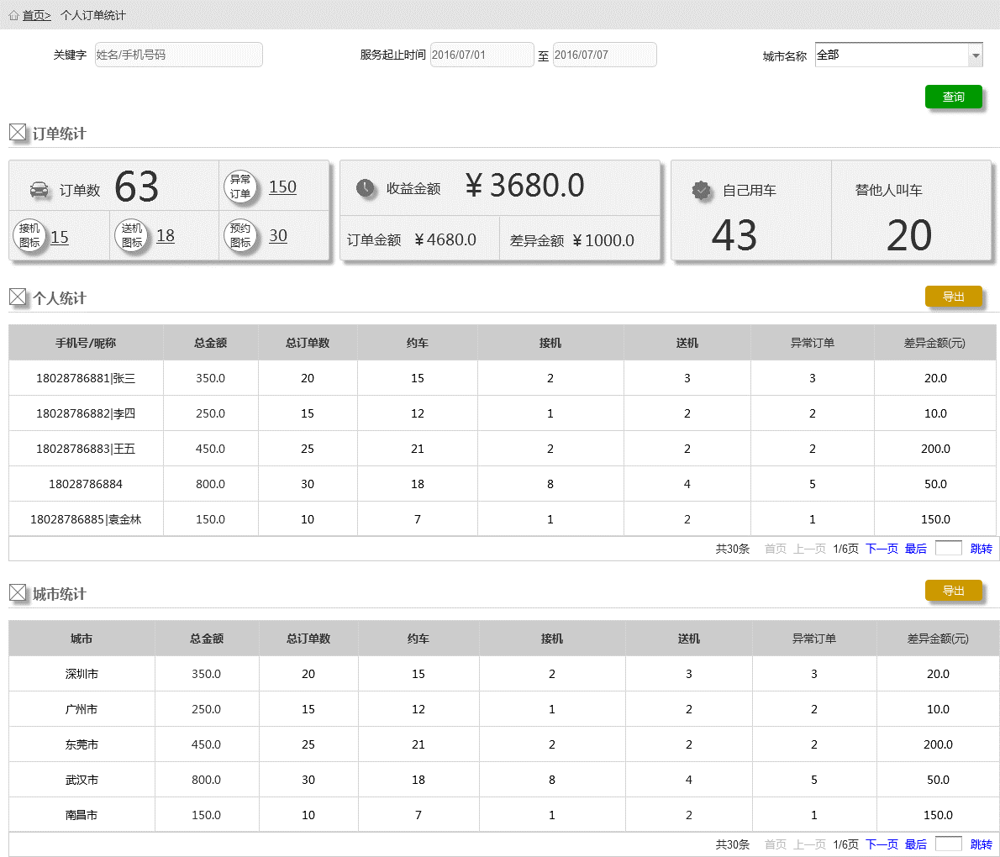 首页> 个人订单统计
关键字 姓名/手机号码 服务起止时间 2016/07/01 至 2016/07/07 城市名称 全部
查询
订单统计
订单数 63 异常订单 150
接机图标 15 送机图标 18 预约图标 30
收益金额 ¥ 3680.0
订单金额 ¥ 4680.0 差异金额 ¥ 1000.0
自己用车 替他人叫车
43 20
个人统计 导出
手机号/昵称 总金额 总订单数 约车 接机 送机 异常订单 差异金额(元)
18028786881|张三 350.0 20 15 2 3 3 20.0
18028786882|李四 250.0 15 12 1 2 2 10.0
18028786883|王五 450.0 25 21 2 2 2 200.0
18028786884 800.0 30 18 8 4 5 50.0
18028786885|袁金林 150.0 10 7 1 2 1 150.0
共30条 首页 上一页 1/6页 下一页 最后 跳转
城市统计 导出
城市 总金额 总订单数 约车 接机 送机 异常订单 差异金额(元)
深圳市 350.0 20 15 2 3 3 20.0
广州市 250.0 15 12 1 2 2 10.0
东莞市 450.0 25 21 2 2 2 200.0
武汉市 800.0 30 18 8 4 5 50.0
南昌市 150.0 10 7 1 2 1 150.0
共30条 首页 上一页 1/6页 下一页 最后 跳转